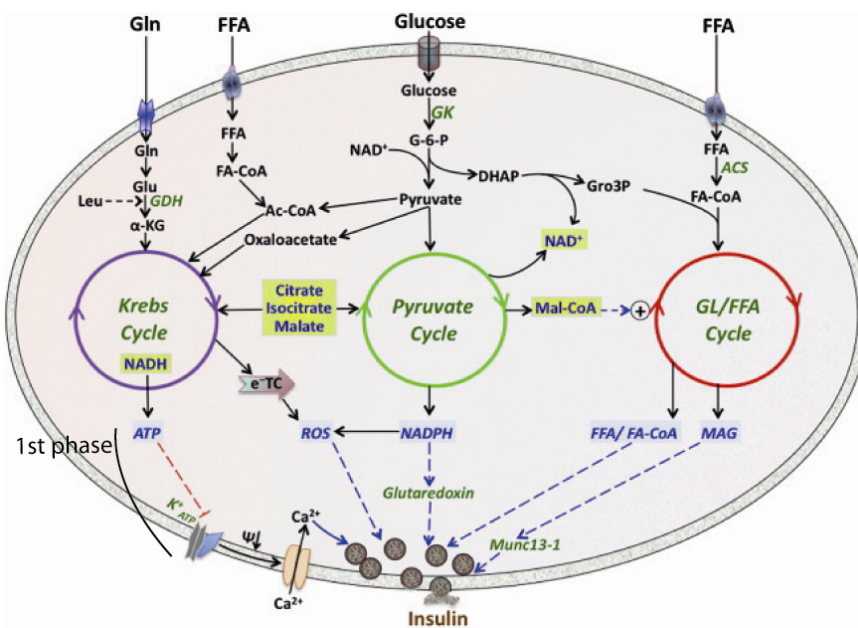 Gln
FFA
Glucose
FFA
Glucose
GK
FFA
Gln
FFA
G-6-P
NAD⁺
ACS
FA-CoA
DHAP
Glu
Gro3P
FA-CoA
Leu
GDH
Pyruvate
Ac-CoA
α-KG
Oxaloacetate
NAD⁺
Krebs
Cycle
NADH
Citrate
Isocitrate
Malate
Pyruvate
Cycle
Mal-CoA
+
GL/FFA
Cycle
e⁻TC
1st phase
ATP
ROS
NADPH
FFA/ FA-CoA
MAG
Glutaredoxin
K⁺ATP
Ca²⁺
Ψ
Munc13-1
Ca²⁺
Insulin